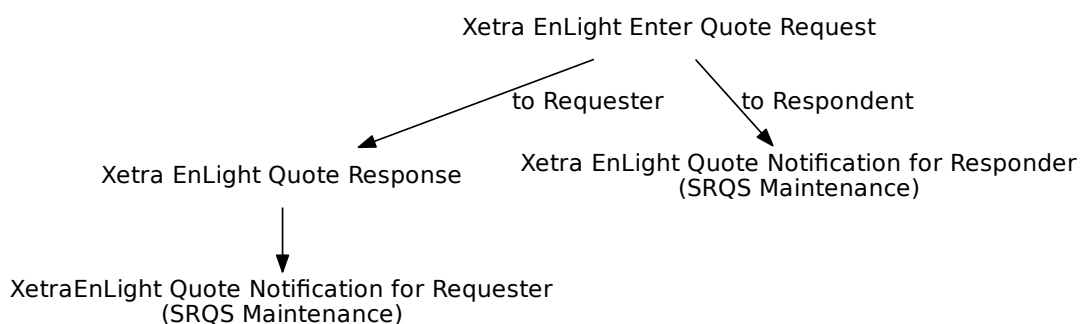 Xetra EnLight Enter Quote Request
to Requester
to Respondent
Xetra EnLight Quote Response
Xetra EnLight Quote Notification for Responder
(SRQS Maintenance)
XetraEnLight Quote Notification for Requester
(SRQS Maintenance)